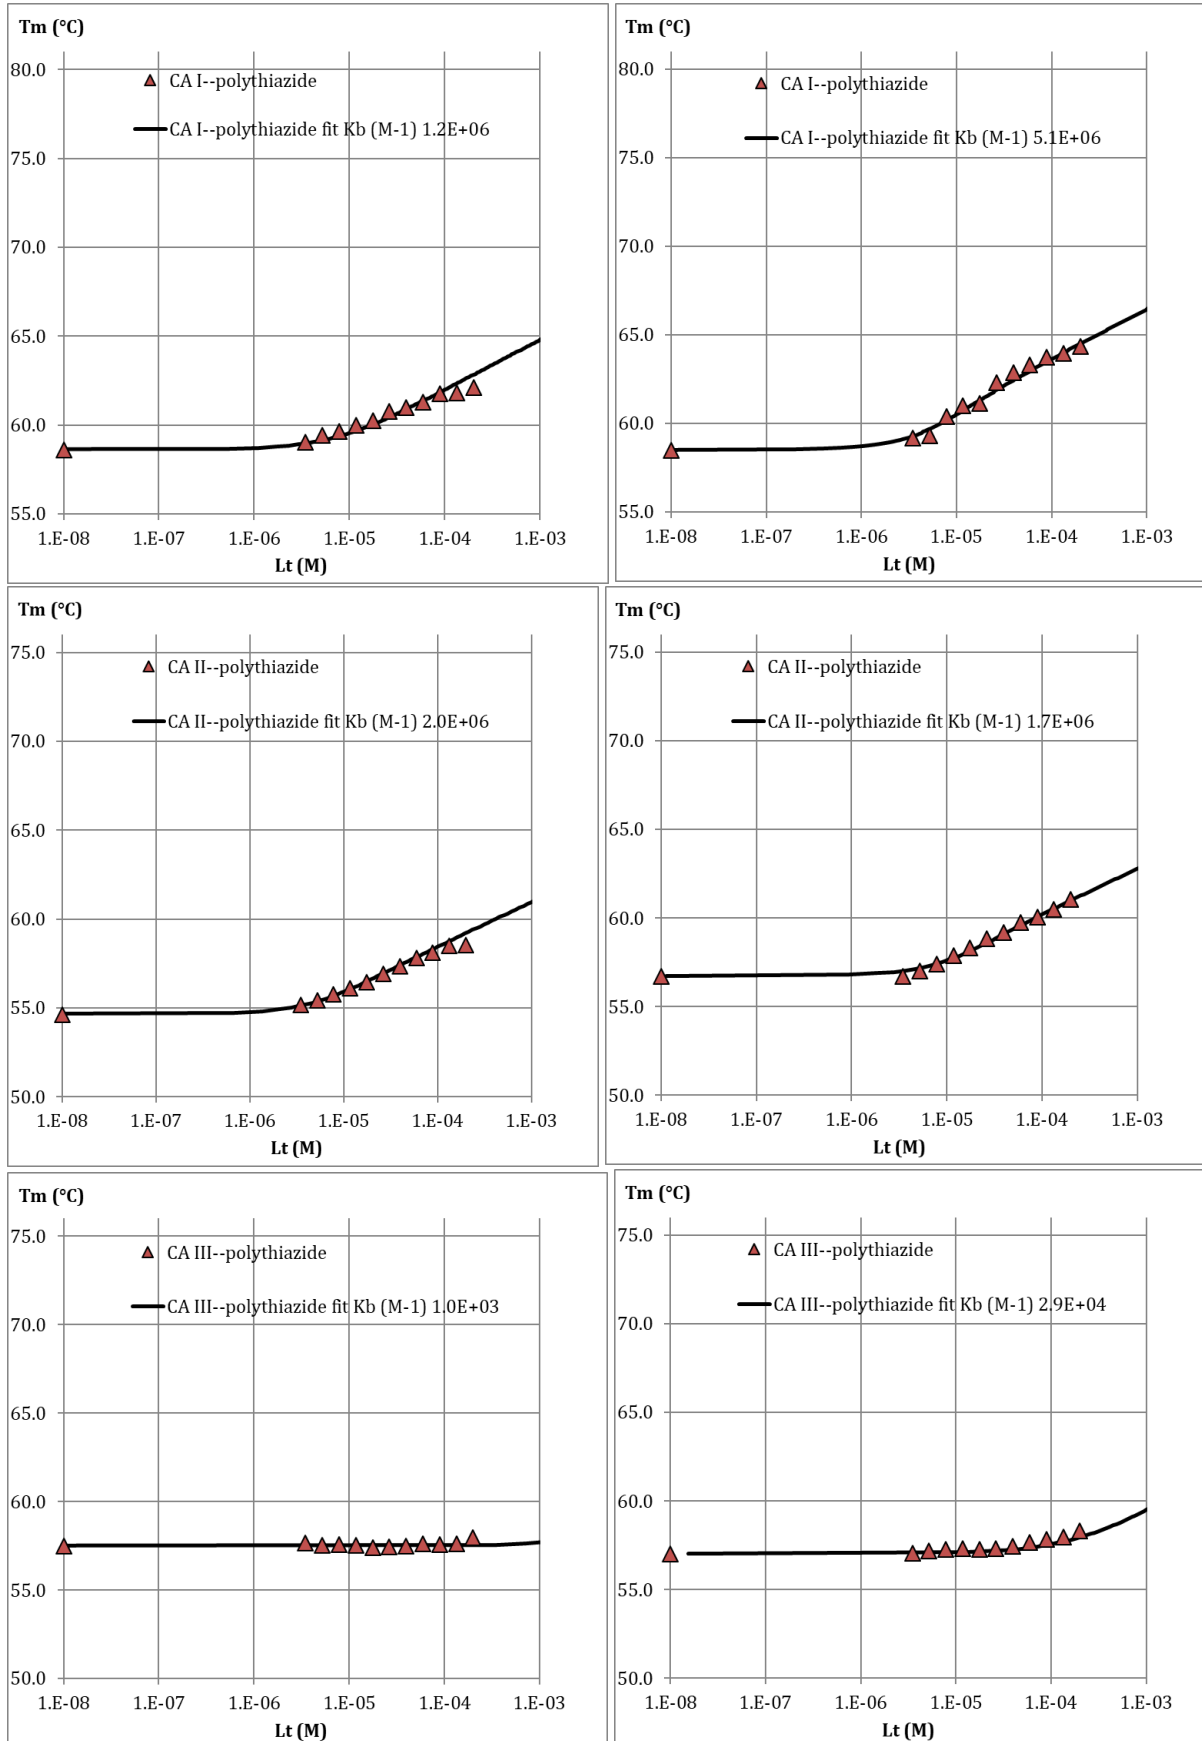 Tm (°C)
80.0
75.0
70.0
65.0
60.0
55.0
CA I--polythiazide
CA I--polythiazide fit Kb (M-1) 1.2E+06
1.E-08 1.E-07 1.E-06 1.E-05 1.E-04 1.E-03
Lt (M)
Tm (°C)
80.0
75.0
70.0
65.0
60.0
55.0
CA I--polythiazide
CA I--polythiazide fit Kb (M-1) 5.1E+06
1.E-08 1.E-07 1.E-06 1.E-05 1.E-04 1.E-03
Lt (M)
Tm (°C)
75.0
70.0
65.0
60.0
55.0
50.0
CA II--polythiazide
CA II--polythiazide fit Kb (M-1) 2.0E+06
1.E-08 1.E-07 1.E-06 1.E-05 1.E-04 1.E-03
Lt (M)
Tm (°C)
75.0
70.0
65.0
60.0
55.0
50.0
CA II--polythiazide
CA II--polythiazide fit Kb (M-1) 1.7E+06
1.E-08 1.E-07 1.E-06 1.E-05 1.E-04 1.E-03
Lt (M)
Tm (°C)
75.0
70.0
65.0
60.0
55.0
50.0
CA III--polythiazide
CA III--polythiazide fit Kb (M-1) 1.0E+03
1.E-08 1.E-07 1.E-06 1.E-05 1.E-04 1.E-03
Lt (M)
Tm (°C)
75.0
70.0
65.0
60.0
55.0
50.0
CA III--polythiazide
CA III--polythiazide fit Kb (M-1) 2.9E+04
1.E-08 1.E-07 1.E-06 1.E-05 1.E-04 1.E-03
Lt (M)